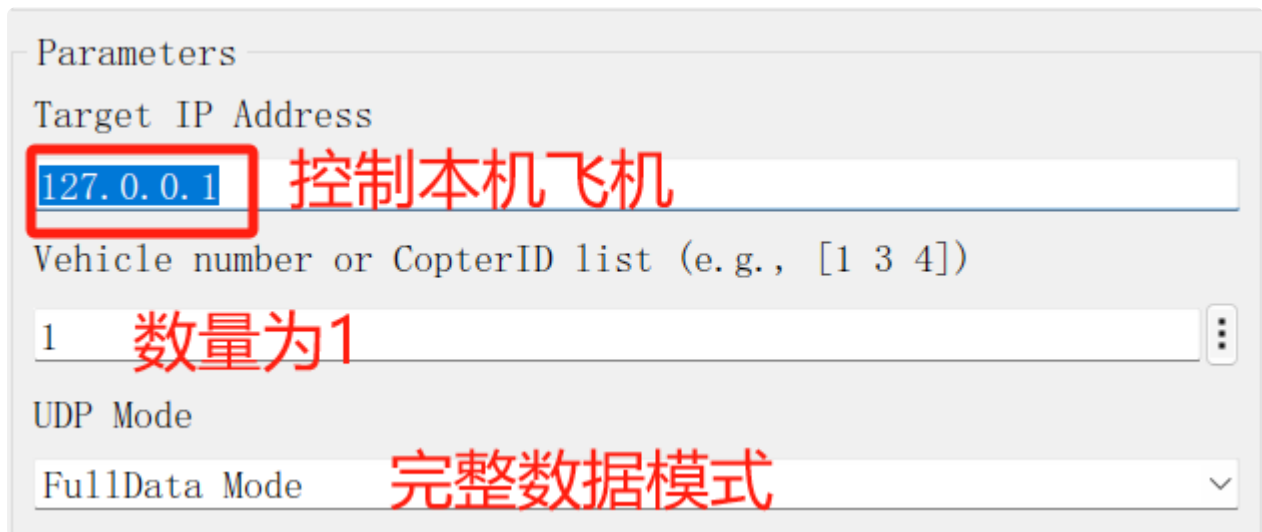 Parameters
Target IP Address
127.0.0.1 控制本机飞机
Vehicle number or CopterID list (e.g., [1 3 4])
1 数量为1
UDP Mode
FullData Mode 完整数据模式